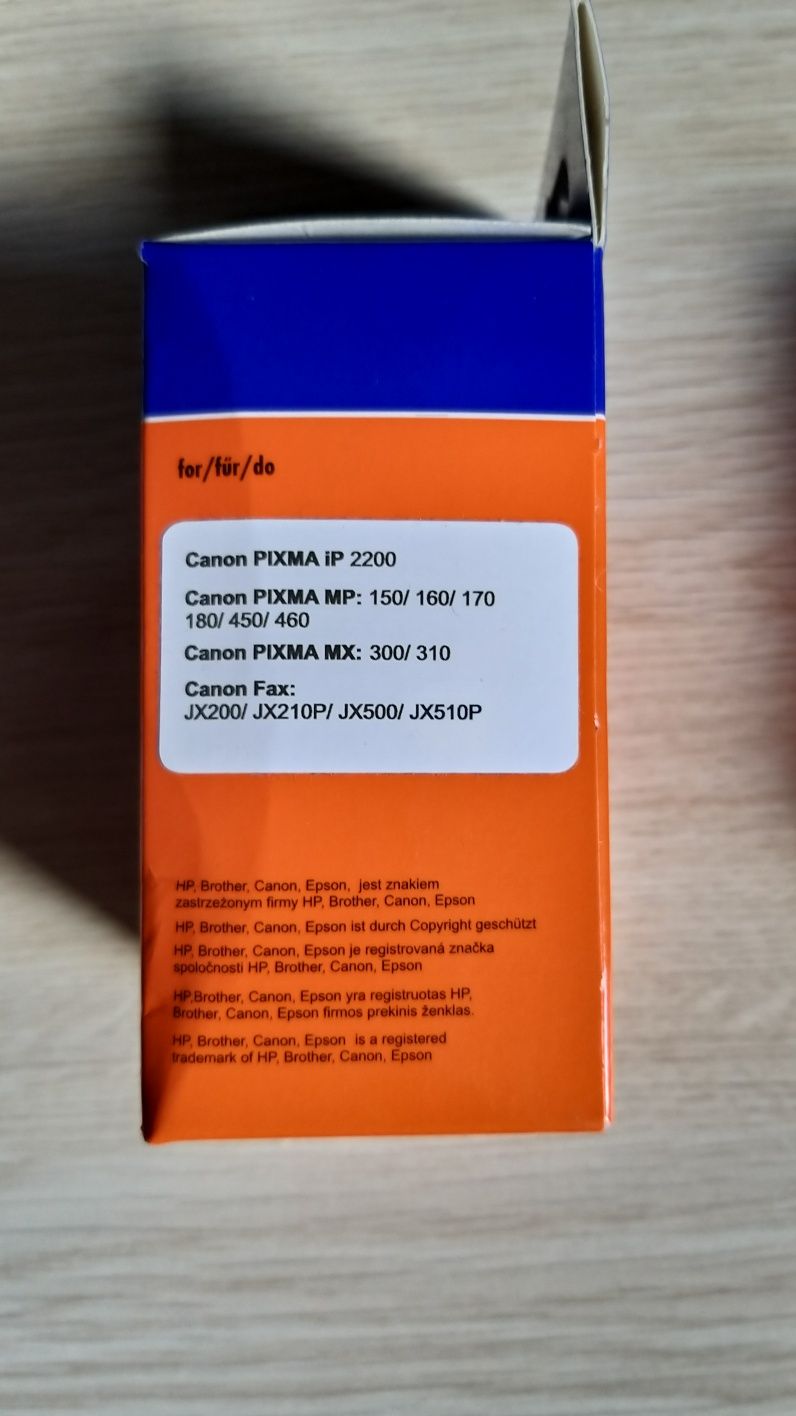 for/für/do
Canon PIXMA iP 2200
Canon PIXMA MP: 150/ 160/ 170
180/ 450/ 460
Canon PIXMA MX: 300/ 310
Canon Fax:
JX200/ JX210P/ JX500/ JX510P
HP, Brother, Canon, Epson, jest znakiem
zastrzeżonym firmy HP, Brother, Canon, Epson
HP, Brother, Canon, Epson ist durch Copyright geschützt
HP, Brother, Canon, Epson je registrovaná značka
spoločnosti HP, Brother, Canon, Epson
HP,Brother, Canon, Epson yra registruotas HP,
Brother, Canon, Epson firmos prekinis ženklas.
HP, Brother, Canon, Epson is a registered
trademark of HP, Brother, Canon, Epson